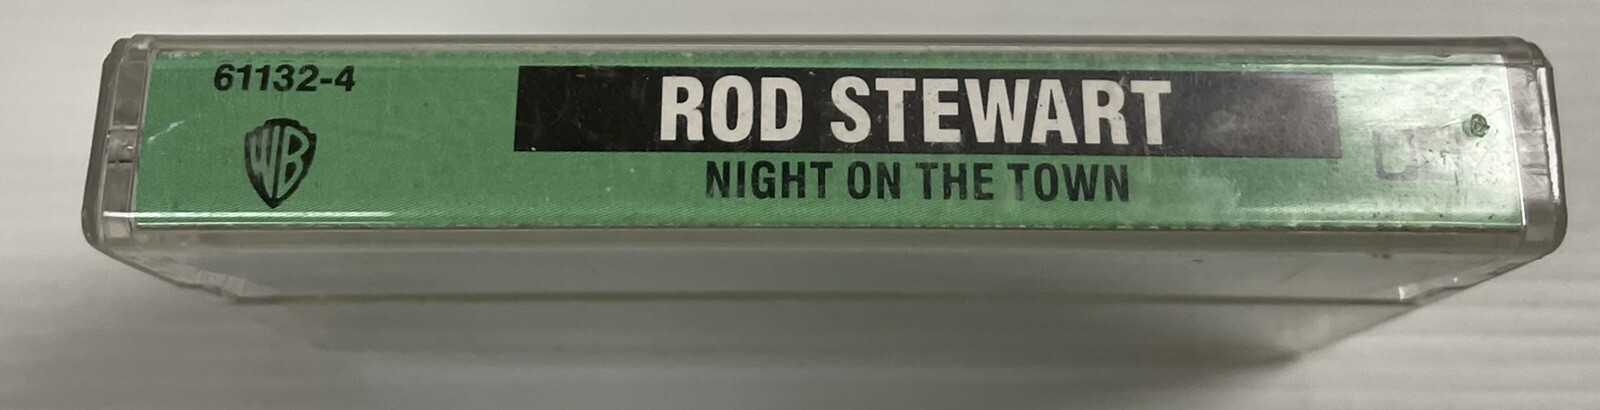 61132-4
WB
ROD STEWART
NIGHT ON THE TOWN